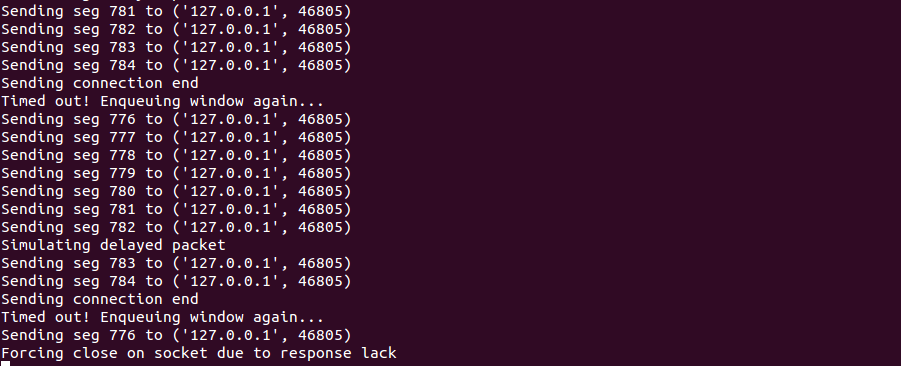 Sending seg 781 to ('127.0.0.1', 46805)
Sending seg 782 to ('127.0.0.1', 46805)
Sending seg 783 to ('127.0.0.1', 46805)
Sending seg 784 to ('127.0.0.1', 46805)
Sending connection end
Timed out! Enqueuing window again...
Sending seg 776 to ('127.0.0.1', 46805)
Sending seg 777 to ('127.0.0.1', 46805)
Sending seg 778 to ('127.0.0.1', 46805)
Sending seg 779 to ('127.0.0.1', 46805)
Sending seg 780 to ('127.0.0.1', 46805)
Sending seg 781 to ('127.0.0.1', 46805)
Sending seg 782 to ('127.0.0.1', 46805)
Simulating delayed packet
Sending seg 783 to ('127.0.0.1', 46805)
Sending seg 784 to ('127.0.0.1', 46805)
Sending connection end
Timed out! Enqueuing window again...
Sending seg 776 to ('127.0.0.1', 46805)
Forcing close on socket due to response lack